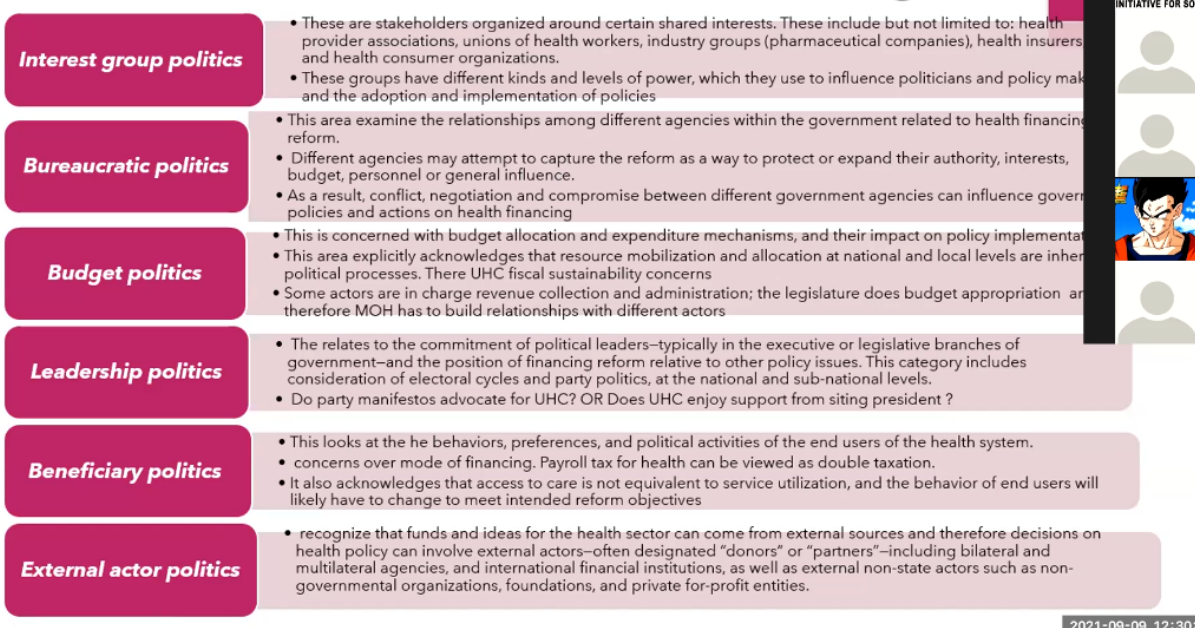 INITIATIVE FOR SO
Interest group politics
• These are stakeholders organized around certain shared interests. These include but not limited to: health
provider associations, unions of health workers, industry groups (pharmaceutical companies), health insurers
and health consumer organizations.
• These groups have different kinds and levels of power, which they use to influence politicians and policy mak
and the adoption and implementation of policies
Bureaucratic politics
• This area examine the relationships among different agencies within the government related to health financing
reform.
• Different agencies may attempt to capture the reform as a way to protect or expand their authority, interests,
budget, personnel or general influence.
• As a result, conflict, negotiation and compromise between different government agencies can influence gover
policies and actions on health financing
Budget politics
• This is concerned with budget allocation and expenditure mechanisms, and their impact on policy implementat
• This area explicitly acknowledges that resource mobilization and allocation at national and local levels are inher
political processes. There UHC fiscal sustainability concerns
• Some actors are in charge revenue collection and administration; the legislature does budget appropriation ar
therefore MOH has to build relationships with different actors
Leadership politics
• The relates to the commitment of political leaders—typically in the executive or legislative branches of
government—and the position of financing reform relative to other policy issues. This category includes
consideration of electoral cycles and party politics, at the national and sub-national levels.
• Do party manifestos advocate for UHC? OR Does UHC enjoy support from siting president ?
Beneficiary politics
• This looks at the he behaviors, preferences, and political activities of the end users of the health system.
• concerns over mode of financing. Payroll tax for health can be viewed as double taxation.
• It also acknowledges that access to care is not equivalent to service utilization, and the behavior of end users will
likely have to change to meet intended reform objectives
External actor politics
• recognize that funds and ideas for the health sector can come from external sources and therefore decisions on
health policy can involve external actors—often designated “donors” or “partners”—including bilateral and
multilateral agencies, and international financial institutions, as well as external non-state actors such as non-
governmental organizations, foundations, and private for-profit entities.
2021-09-09 12:30: